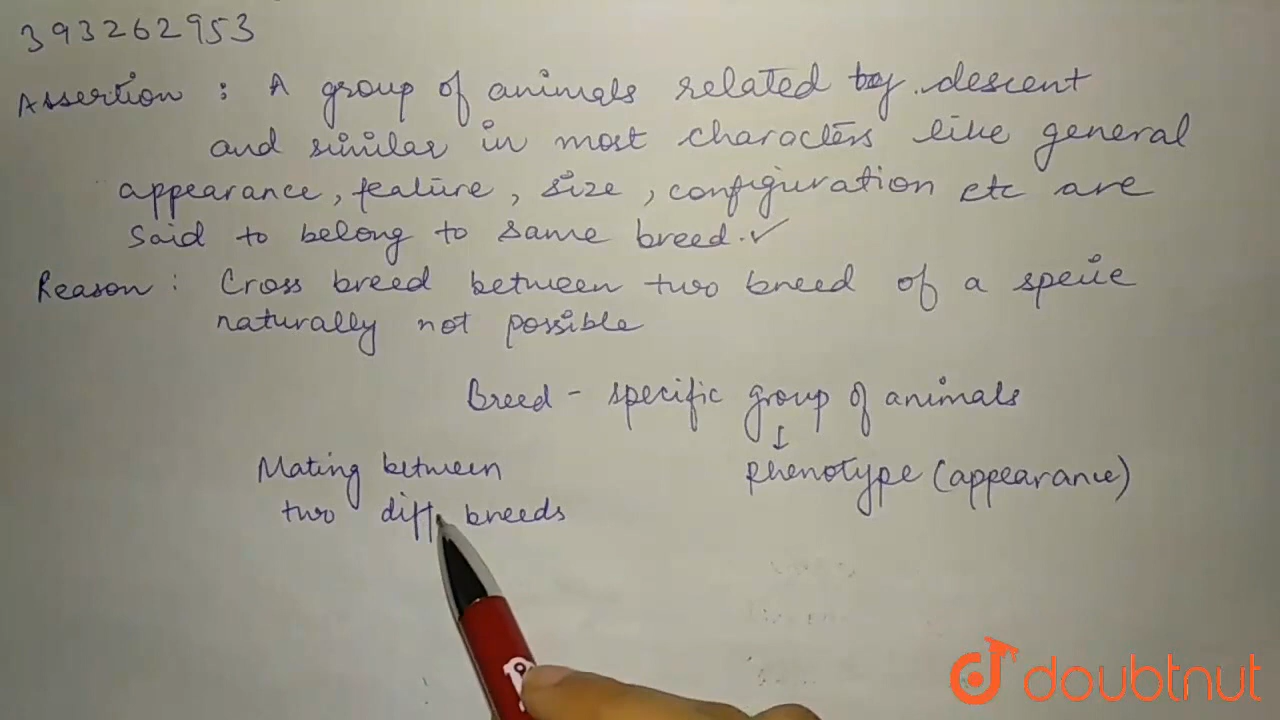 393262953
Assertion : A group of animals related by descent
and similar in most characters like general
appearance, feature, size, configuration etc are
said to belong to same breed. ✓
Reason : Cross breed between two breed of a specie
naturally not possible
Breed - specific group of animals
↓
Mating between
phenotype (appearance)
two diff breeds
doubtnut